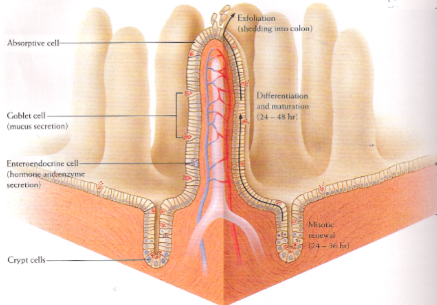 Exfoliation
(shedding into colon)
Absorptive cell
Differentiation
and maturation
(24 – 48 hr)
Goblet cell
(mucus secretion)
Enteroendocrine cell
(hormone and enzyme
secretion)
Mitotic
renewal
(24 – 36 hr)
Crypt cells